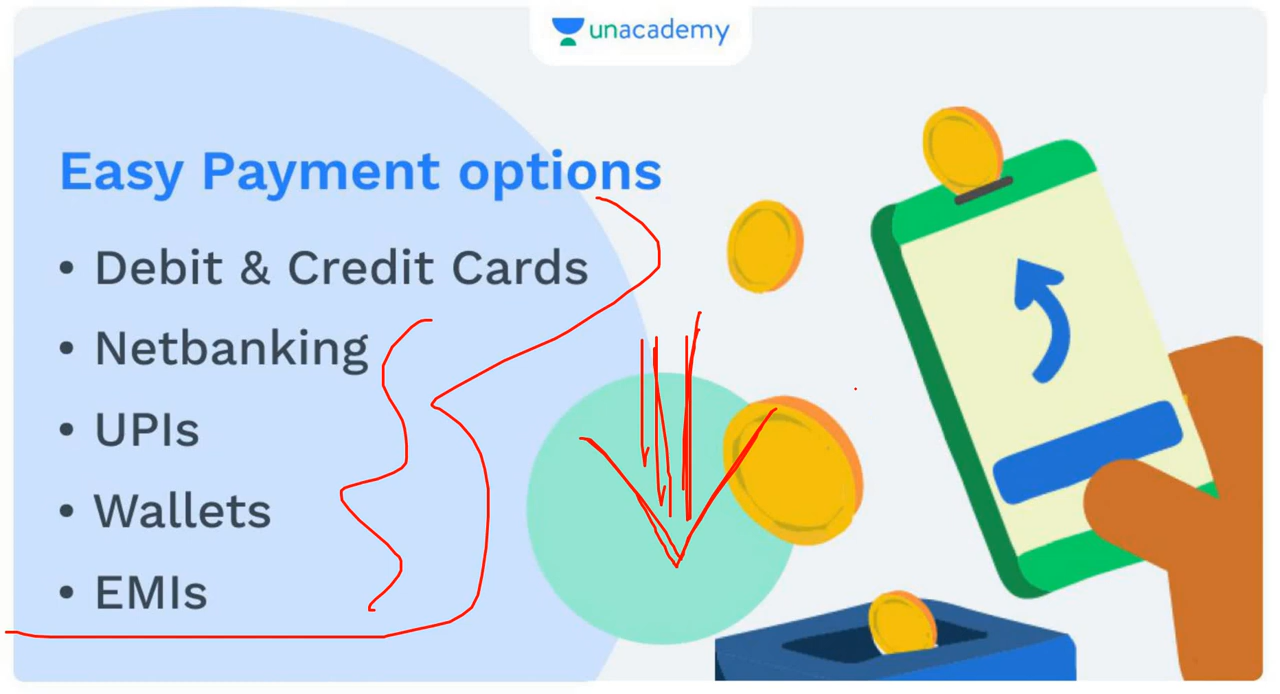 unacademy
Easy Payment options
• Debit & Credit Cards
• Netbanking
• UPIs
• Wallets
• EMIs